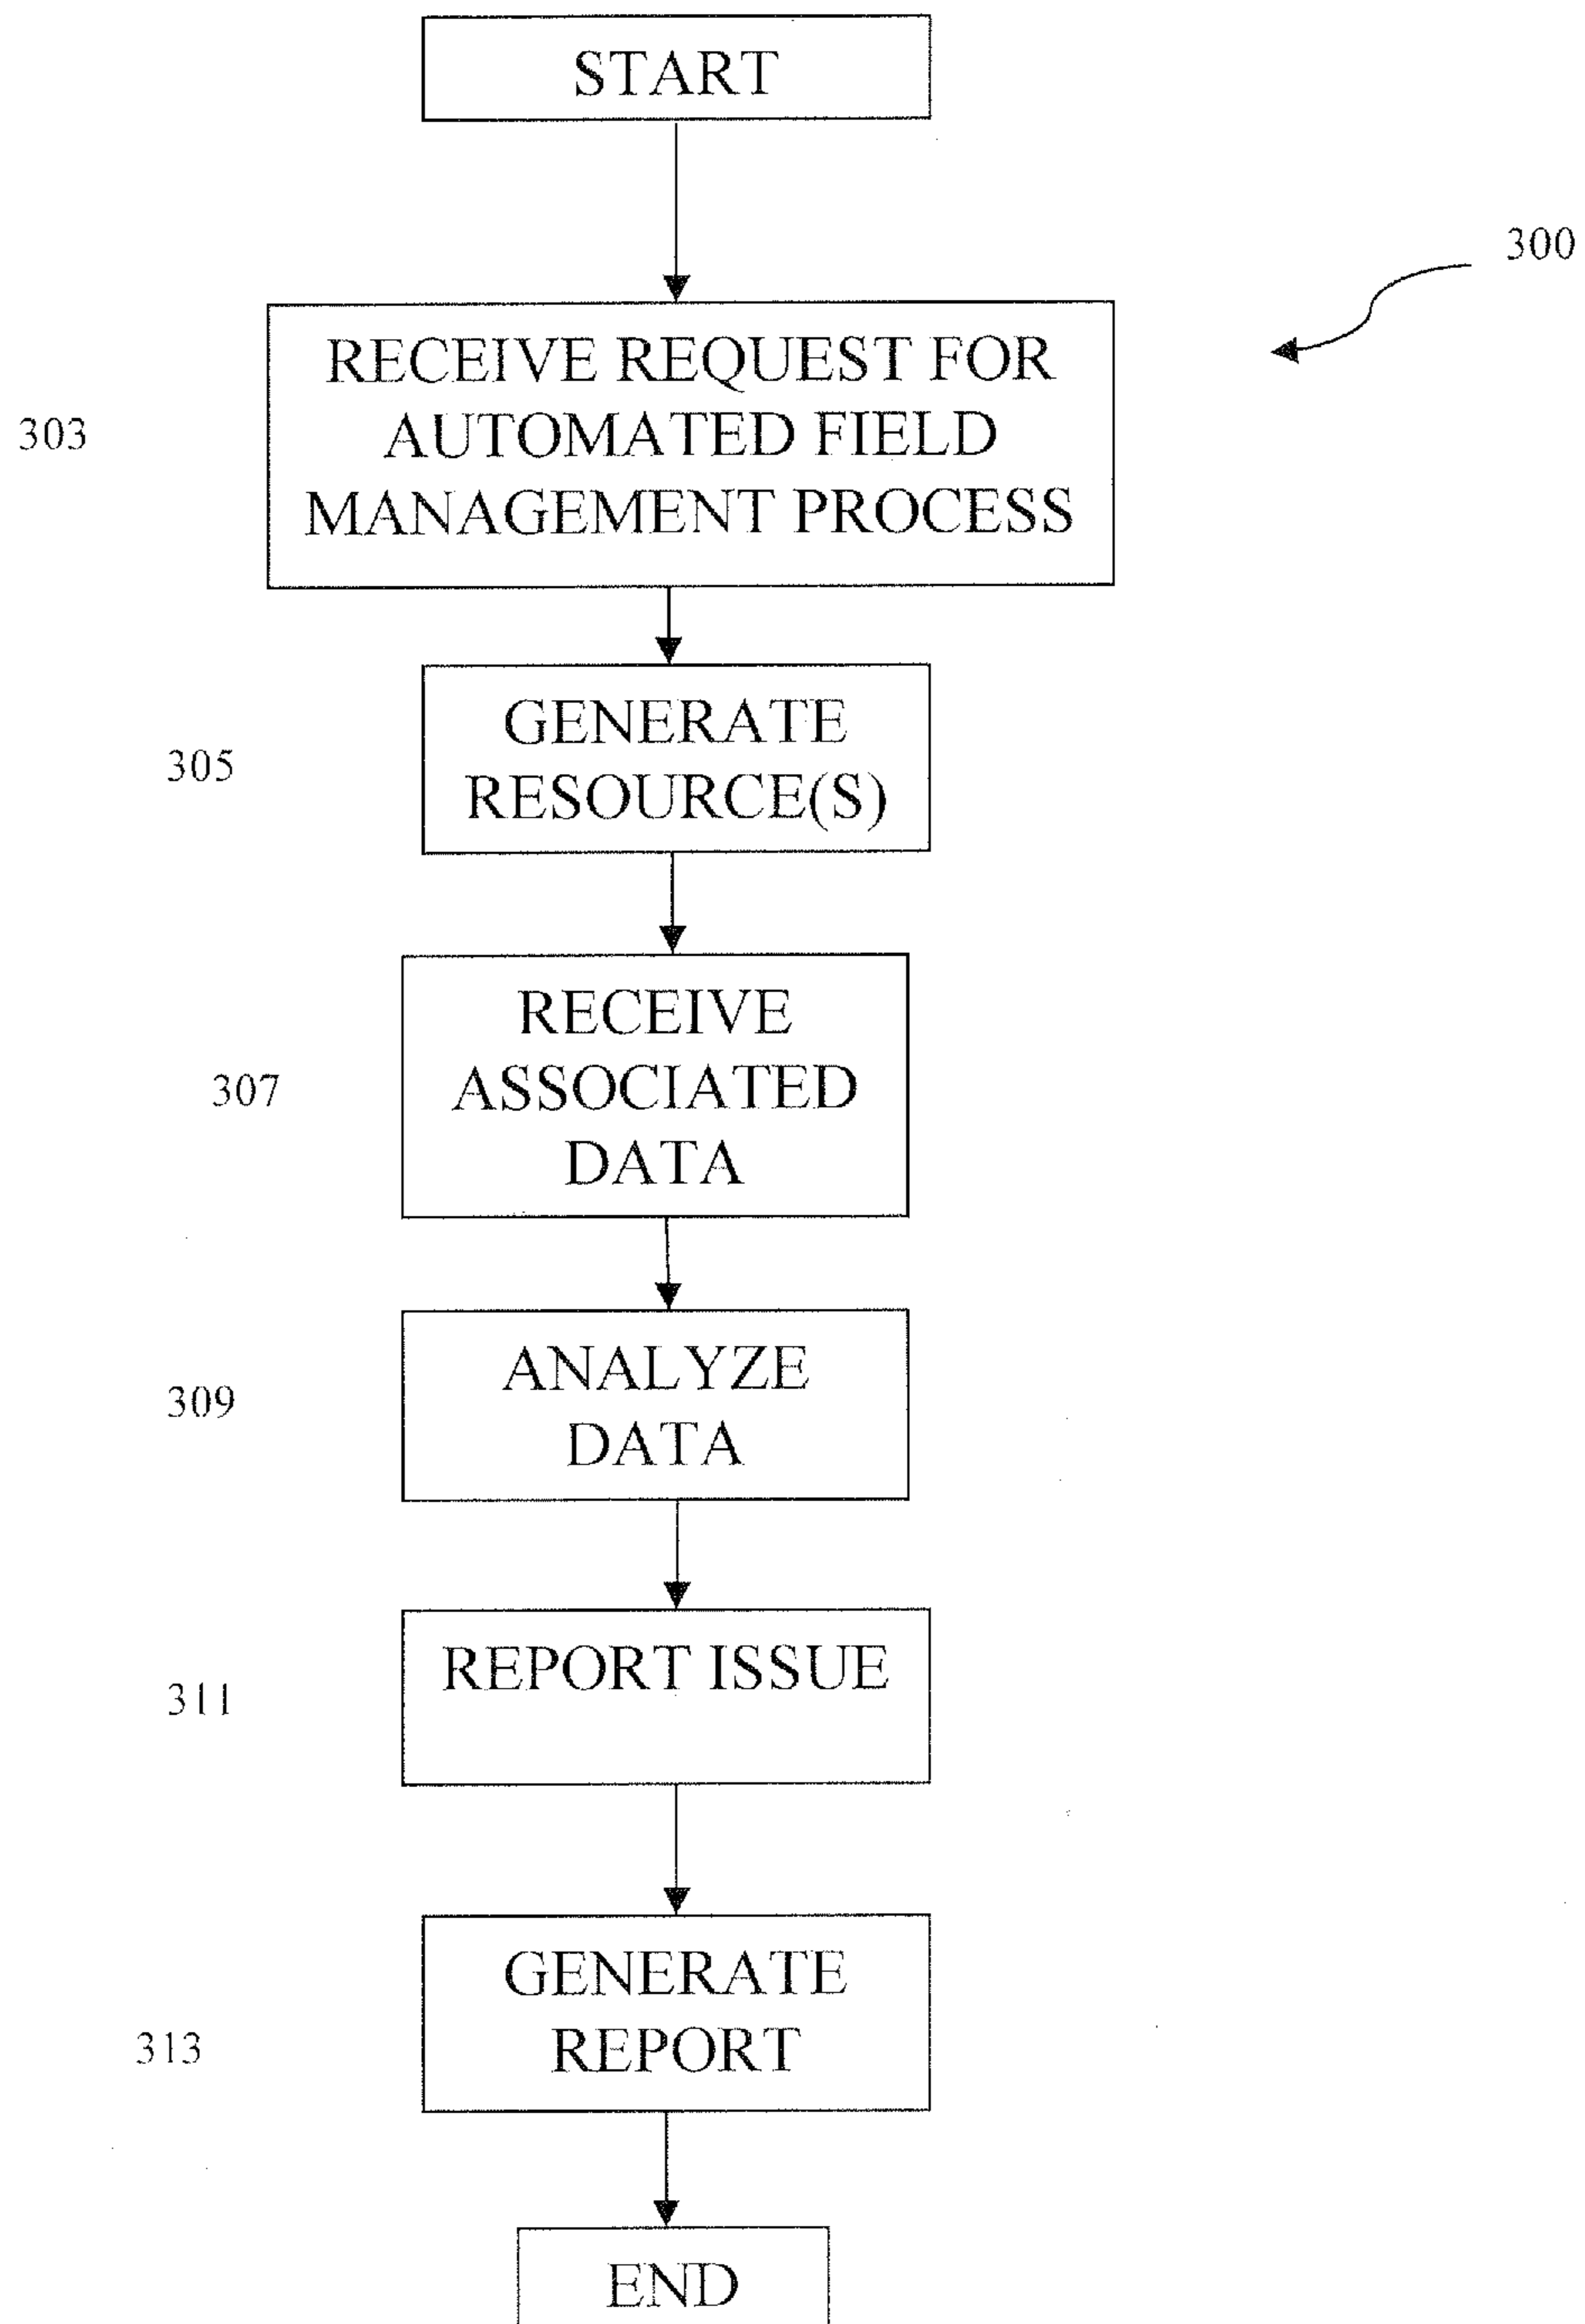 START
300
303
RECEIVE REQUEST FOR
AUTOMATED FIELD
MANAGEMENT PROCESS
305
GENERATE
RESOURCE(S)
307
RECEIVE
ASSOCIATED
DATA
309
ANALYZE
DATA
311
REPORT ISSUE
313
GENERATE
REPORT
END